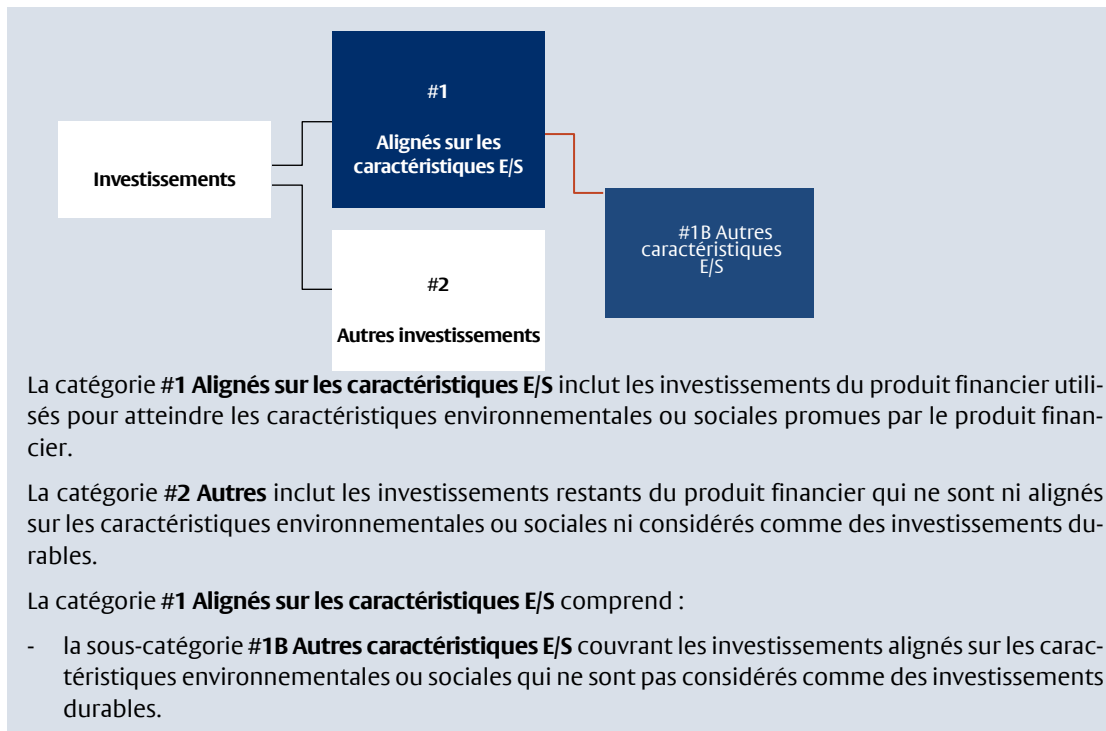 #1
Alignés sur les
caractéristiques E/S
Investissements
#1B Autres
caractéristiques
E/S
#2
Autres investissements
La catégorie #1 Alignés sur les caractéristiques E/S inclut les investissements du produit financier utili-
sés pour atteindre les caractéristiques environnementales ou sociales promues par le produit finan-
cier.
La catégorie #2 Autres inclut les investissements restants du produit financier qui ne sont ni alignés
sur les caractéristiques environnementales ou sociales ni considérés comme des investissements du-
rables.
La catégorie #1 Alignés sur les caractéristiques E/S comprend :
- la sous-catégorie #1B Autres caractéristiques E/S couvrant les investissements alignés sur les carac-
téristiques environnementales ou sociales qui ne sont pas considérés comme des investissements
durables.